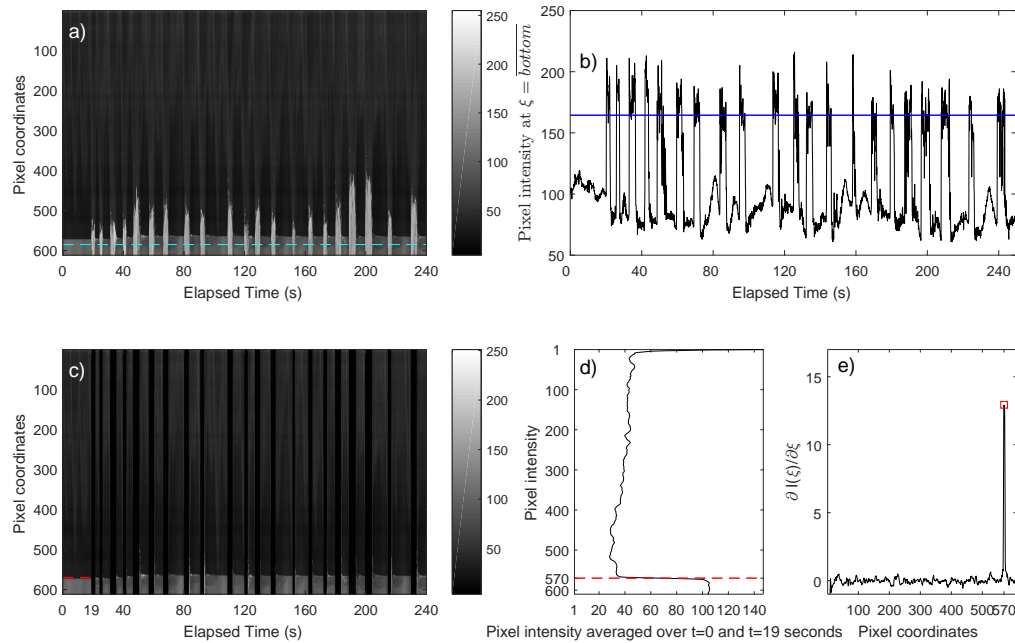 a)
100
200
300
400
500
600
Pixel coordinates
0 40 80 120 160 200 240
Elapsed Time (s)
250
200
150
100
50
b)
250
200
150
100
50
Pixel intensity at ξ = bottom
0 40 80 120 160 200 240
Elapsed Time (s)
c)
100
200
300
400
500
600
Pixel coordinates
0 19 40 80 120 160 200 240
Elapsed Time (s)
250
200
150
100
50
d)
1
100
200
300
400
500
570
600
Pixel intensity
1 20 40 60 80 100 120 140
Pixel intensity averaged over t=0 and t=19 seconds
e)
15
10
5
0
∂ I(ξ)/∂ξ
100 200 300 400 500 570
Pixel coordinates